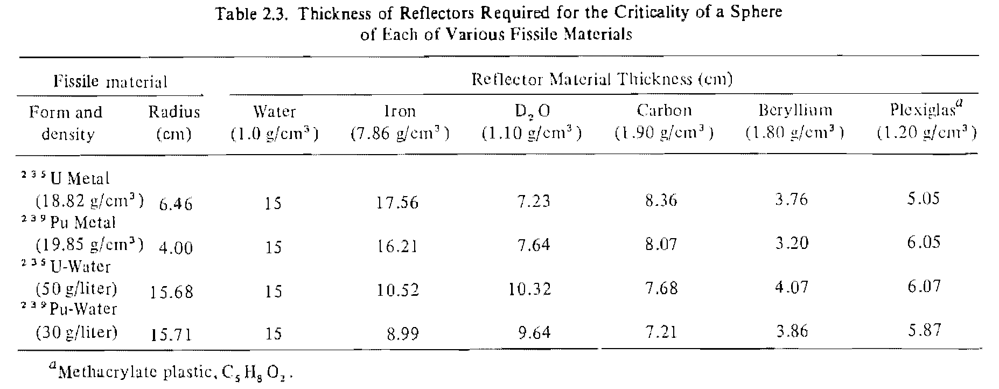 Table 2.3. Thickness of Reflectors Required for the Criticality of a Sphere
of Each of Various Fissile Materials
Fissile material Reflector Material Thickness (cm)
Form and Radius Water Iron D₂O Carbon Beryllium Plexiglasᵃ
density (cm) (1.0 g/cm³) (7.86 g/cm³) (1.10 g/cm³) (1.90 g/cm³) (1.80 g/cm³) (1.20 g/cm³)
²³⁵U Metal
(18.82 g/cm³) 6.46 15 17.56 7.23 8.36 3.76 5.05
²³⁹Pu Metal
(19.85 g/cm³) 4.00 15 16.21 7.64 8.07 3.20 6.05
²³⁵U-Water
(50 g/liter) 15.68 15 10.52 10.32 7.68 4.07 6.07
²³⁹Pu-Water
(30 g/liter) 15.71 15 8.99 9.64 7.21 3.86 5.87
ᵃMethacrylate plastic, C₅H₈O₂.